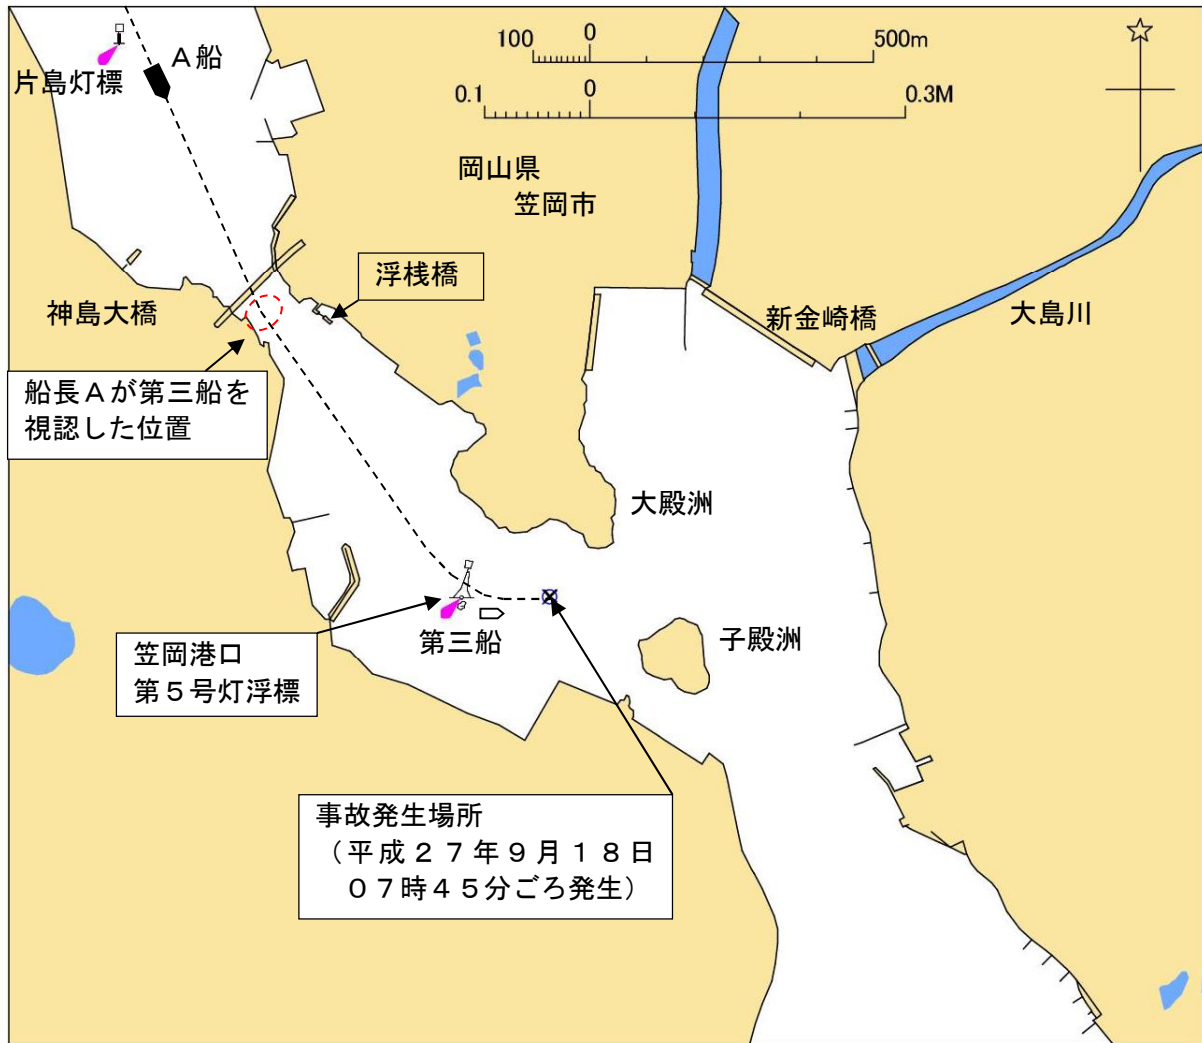 100 0 500m
0.1 0 0.3M
片島灯標
A船
岡山県
笠岡市
浮桟橋
神島大橋
新金崎橋
大島川
船長Aが第三船を
視認した位置
大殿洲
子殿洲
第三船
笠岡港口
第5号灯浮標
事故発生場所
(平成27年9月18日
07時45分ごろ発生)